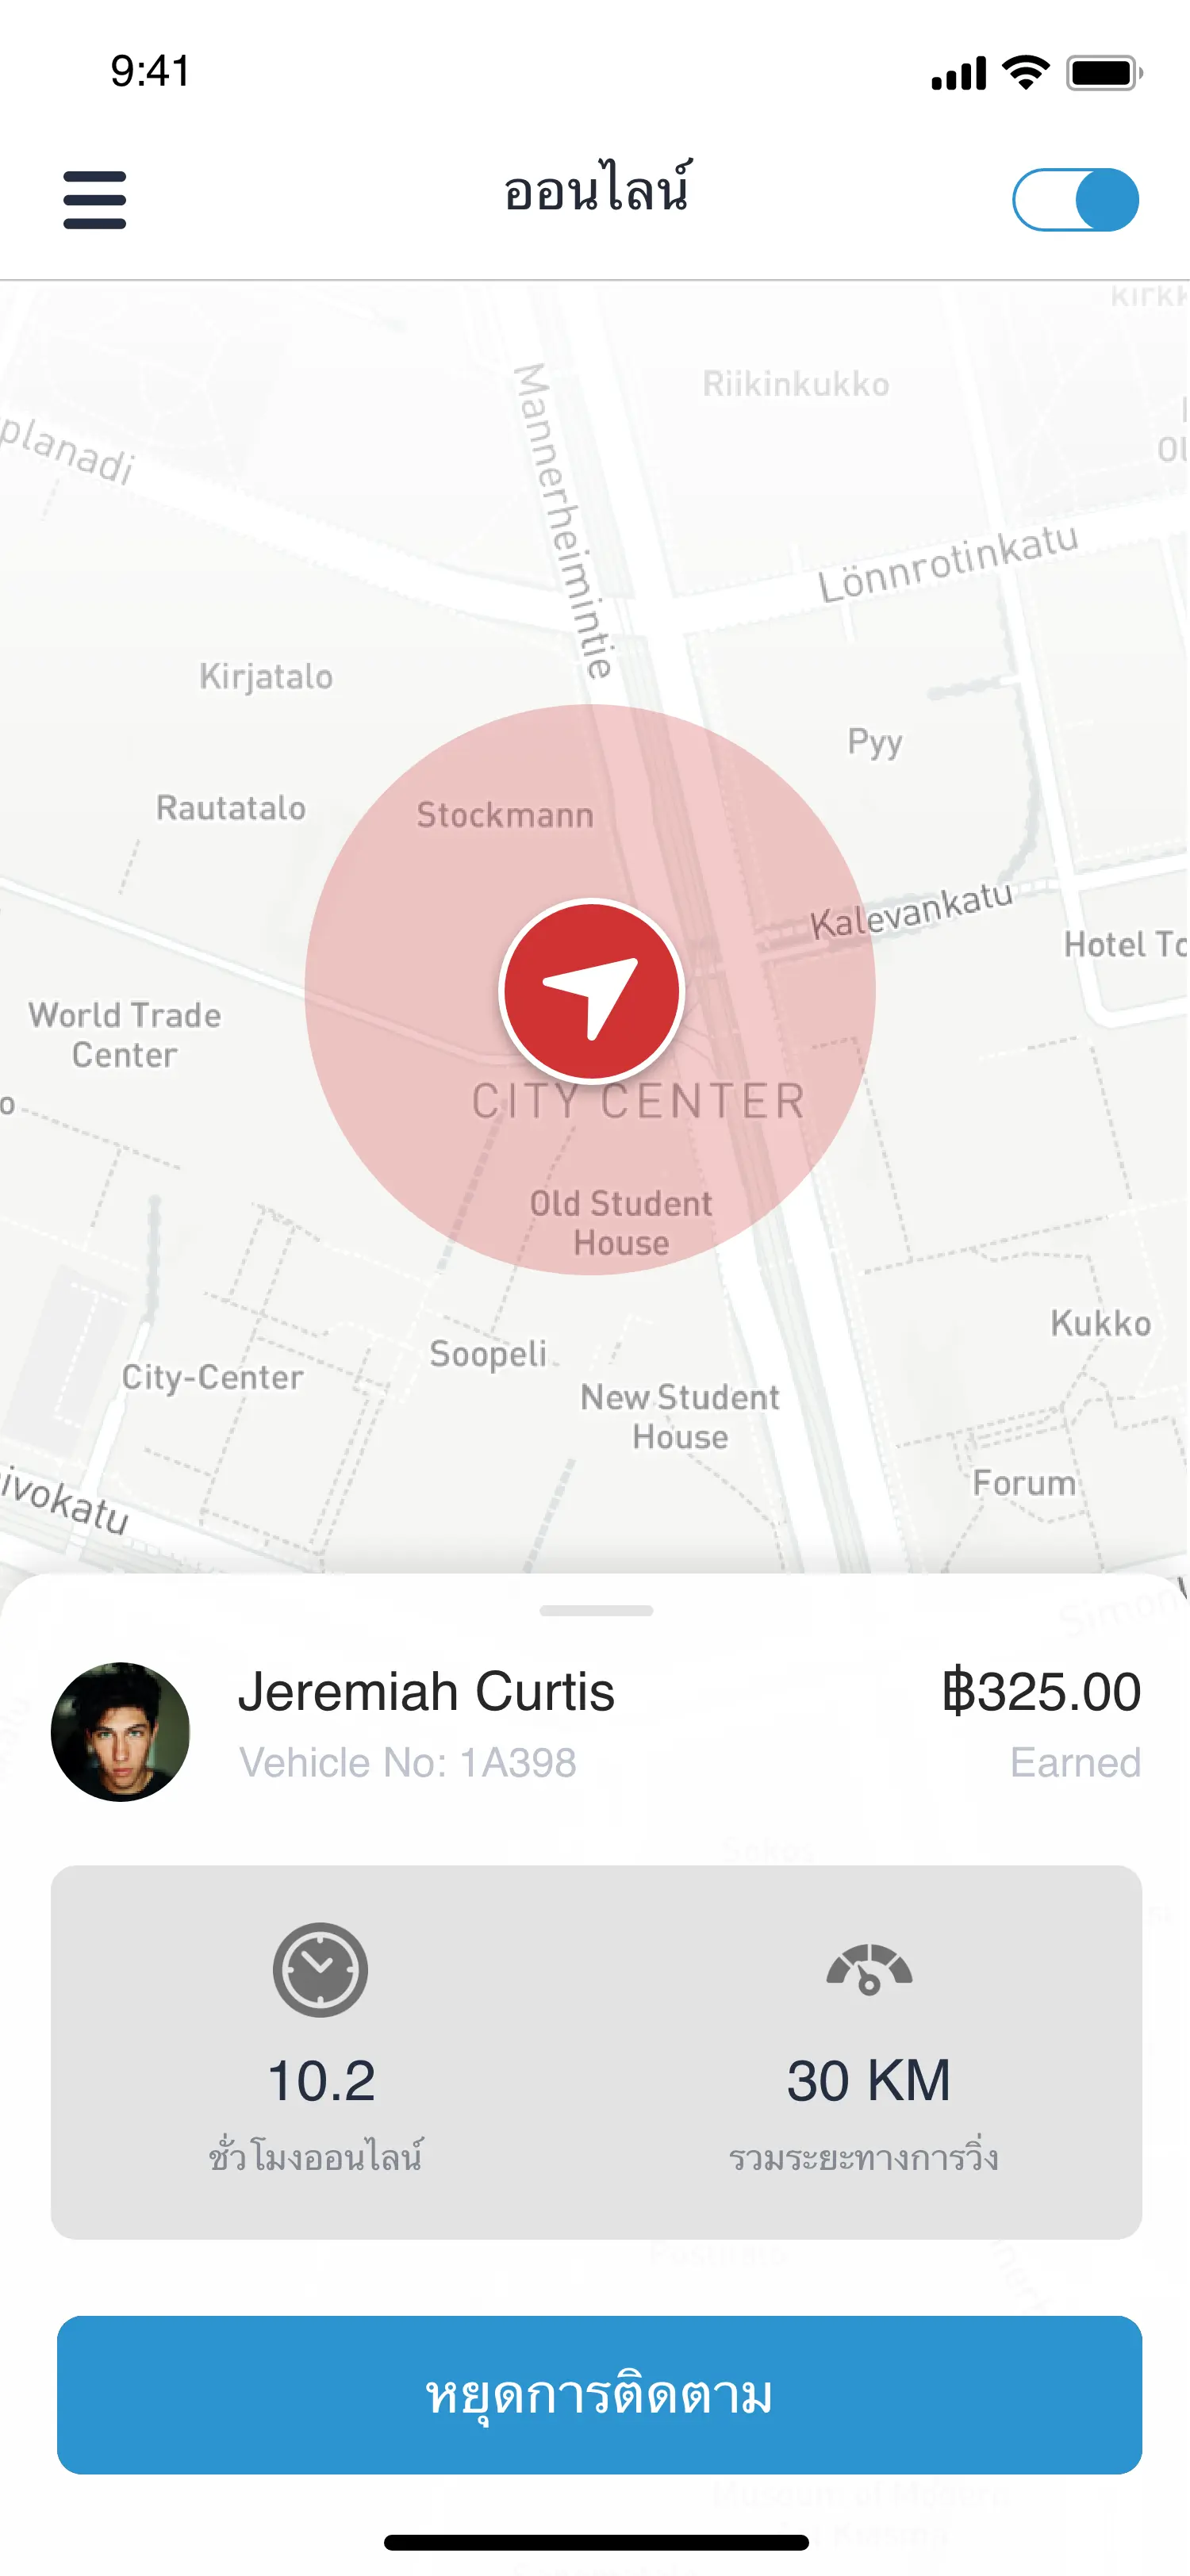 9:41
ออนไลน์
Riikinkukko
planadi
Mannerheimintie
Lönnrotinkatu
Kirjatalo
Pyy
Rautatalo
Stockmann
Kalevankatu
Hotel To
World Trade
Center
CITY CENTER
Old Student
House
Kukko
Soopeli
City-Center
New Student
House
Forum
ivokatu
Simon
Jeremiah Curtis
฿325.00
Vehicle No: 1A398
Earned
10.2
30 KM
ชั่วโมงออนไลน์
รวมระยะทางการวิ่ง
หยุดการติดตาม